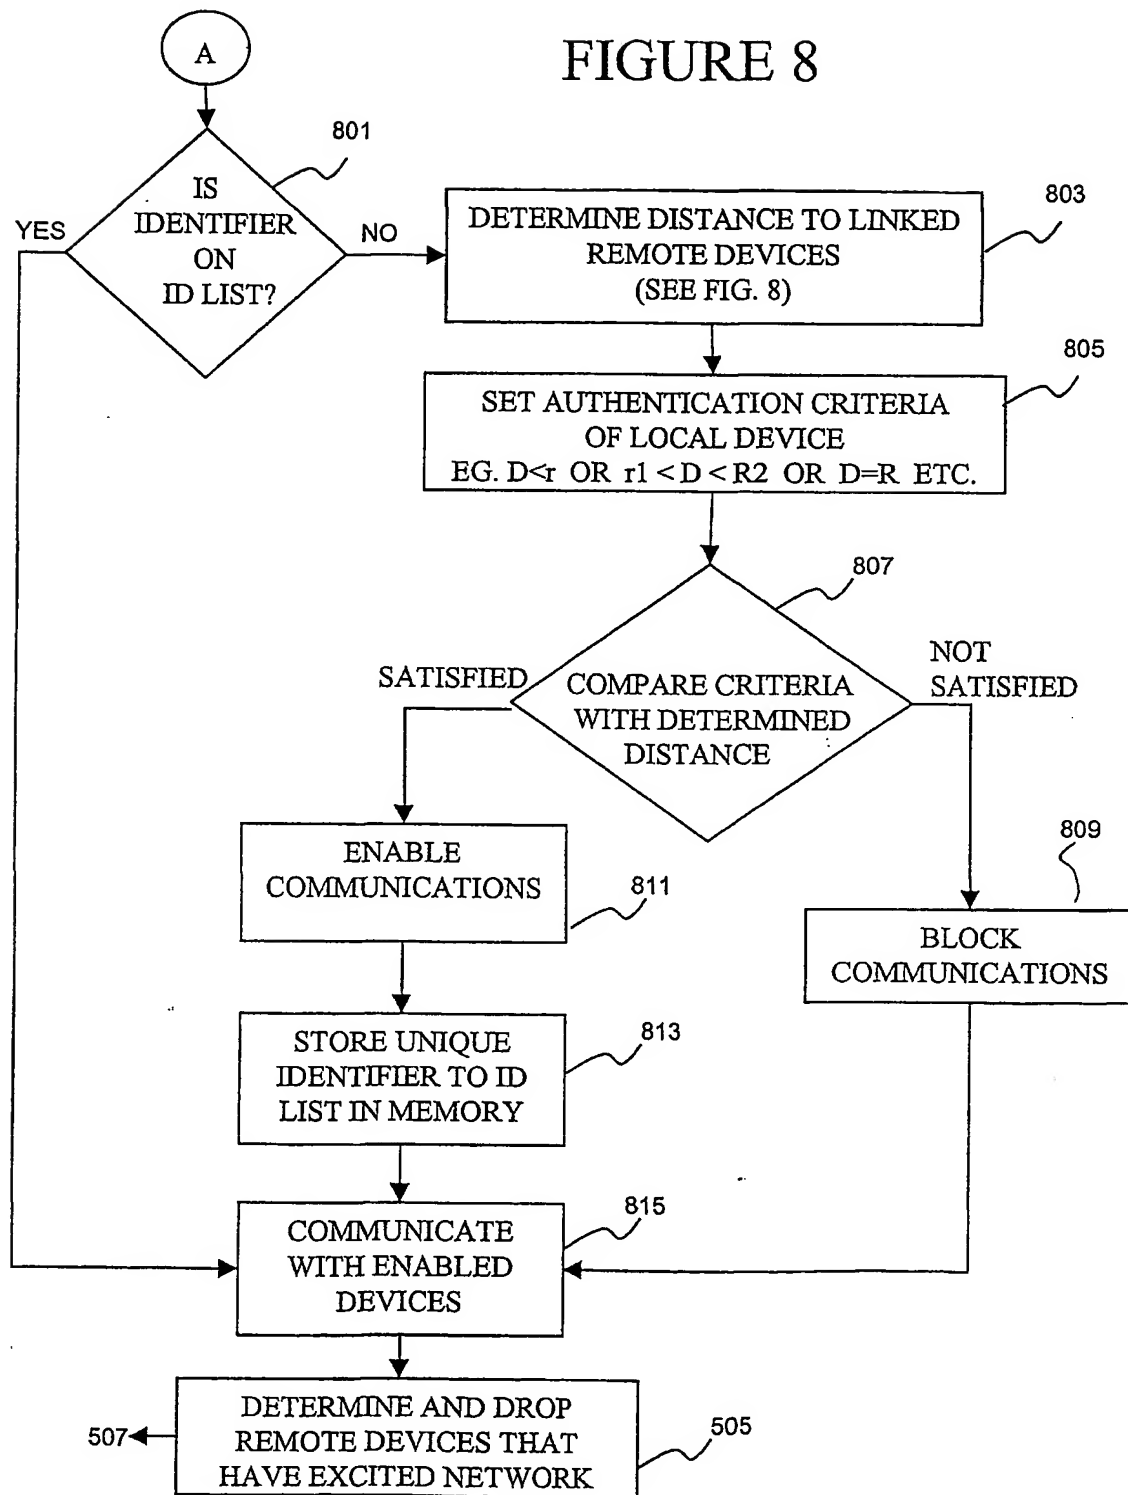 A
FIGURE 8
801
IS
IDENTIFIER
ON
ID LIST?
YES
NO
803
DETERMINE DISTANCE TO LINKED
REMOTE DEVICES
(SEE FIG. 8)
805
SET AUTHENTICATION CRITERIA
OF LOCAL DEVICE
EG. D<r OR r1 <D <R2 OR D=R ETC.
807
SATISFIED
COMPARE CRITERIA
WITH DETERMINED
DISTANCE
NOT
SATISFIED
ENABLE
COMMUNICATIONS
811
809
BLOCK
COMMUNICATIONS
813
STORE UNIQUE
IDENTIFIER TO ID
LIST IN MEMORY
815
COMMUNICATE
WITH ENABLED
DEVICES
DETERMINE AND DROP
REMOTE DEVICES THAT
HAVE EXCITED NETWORK
507
505